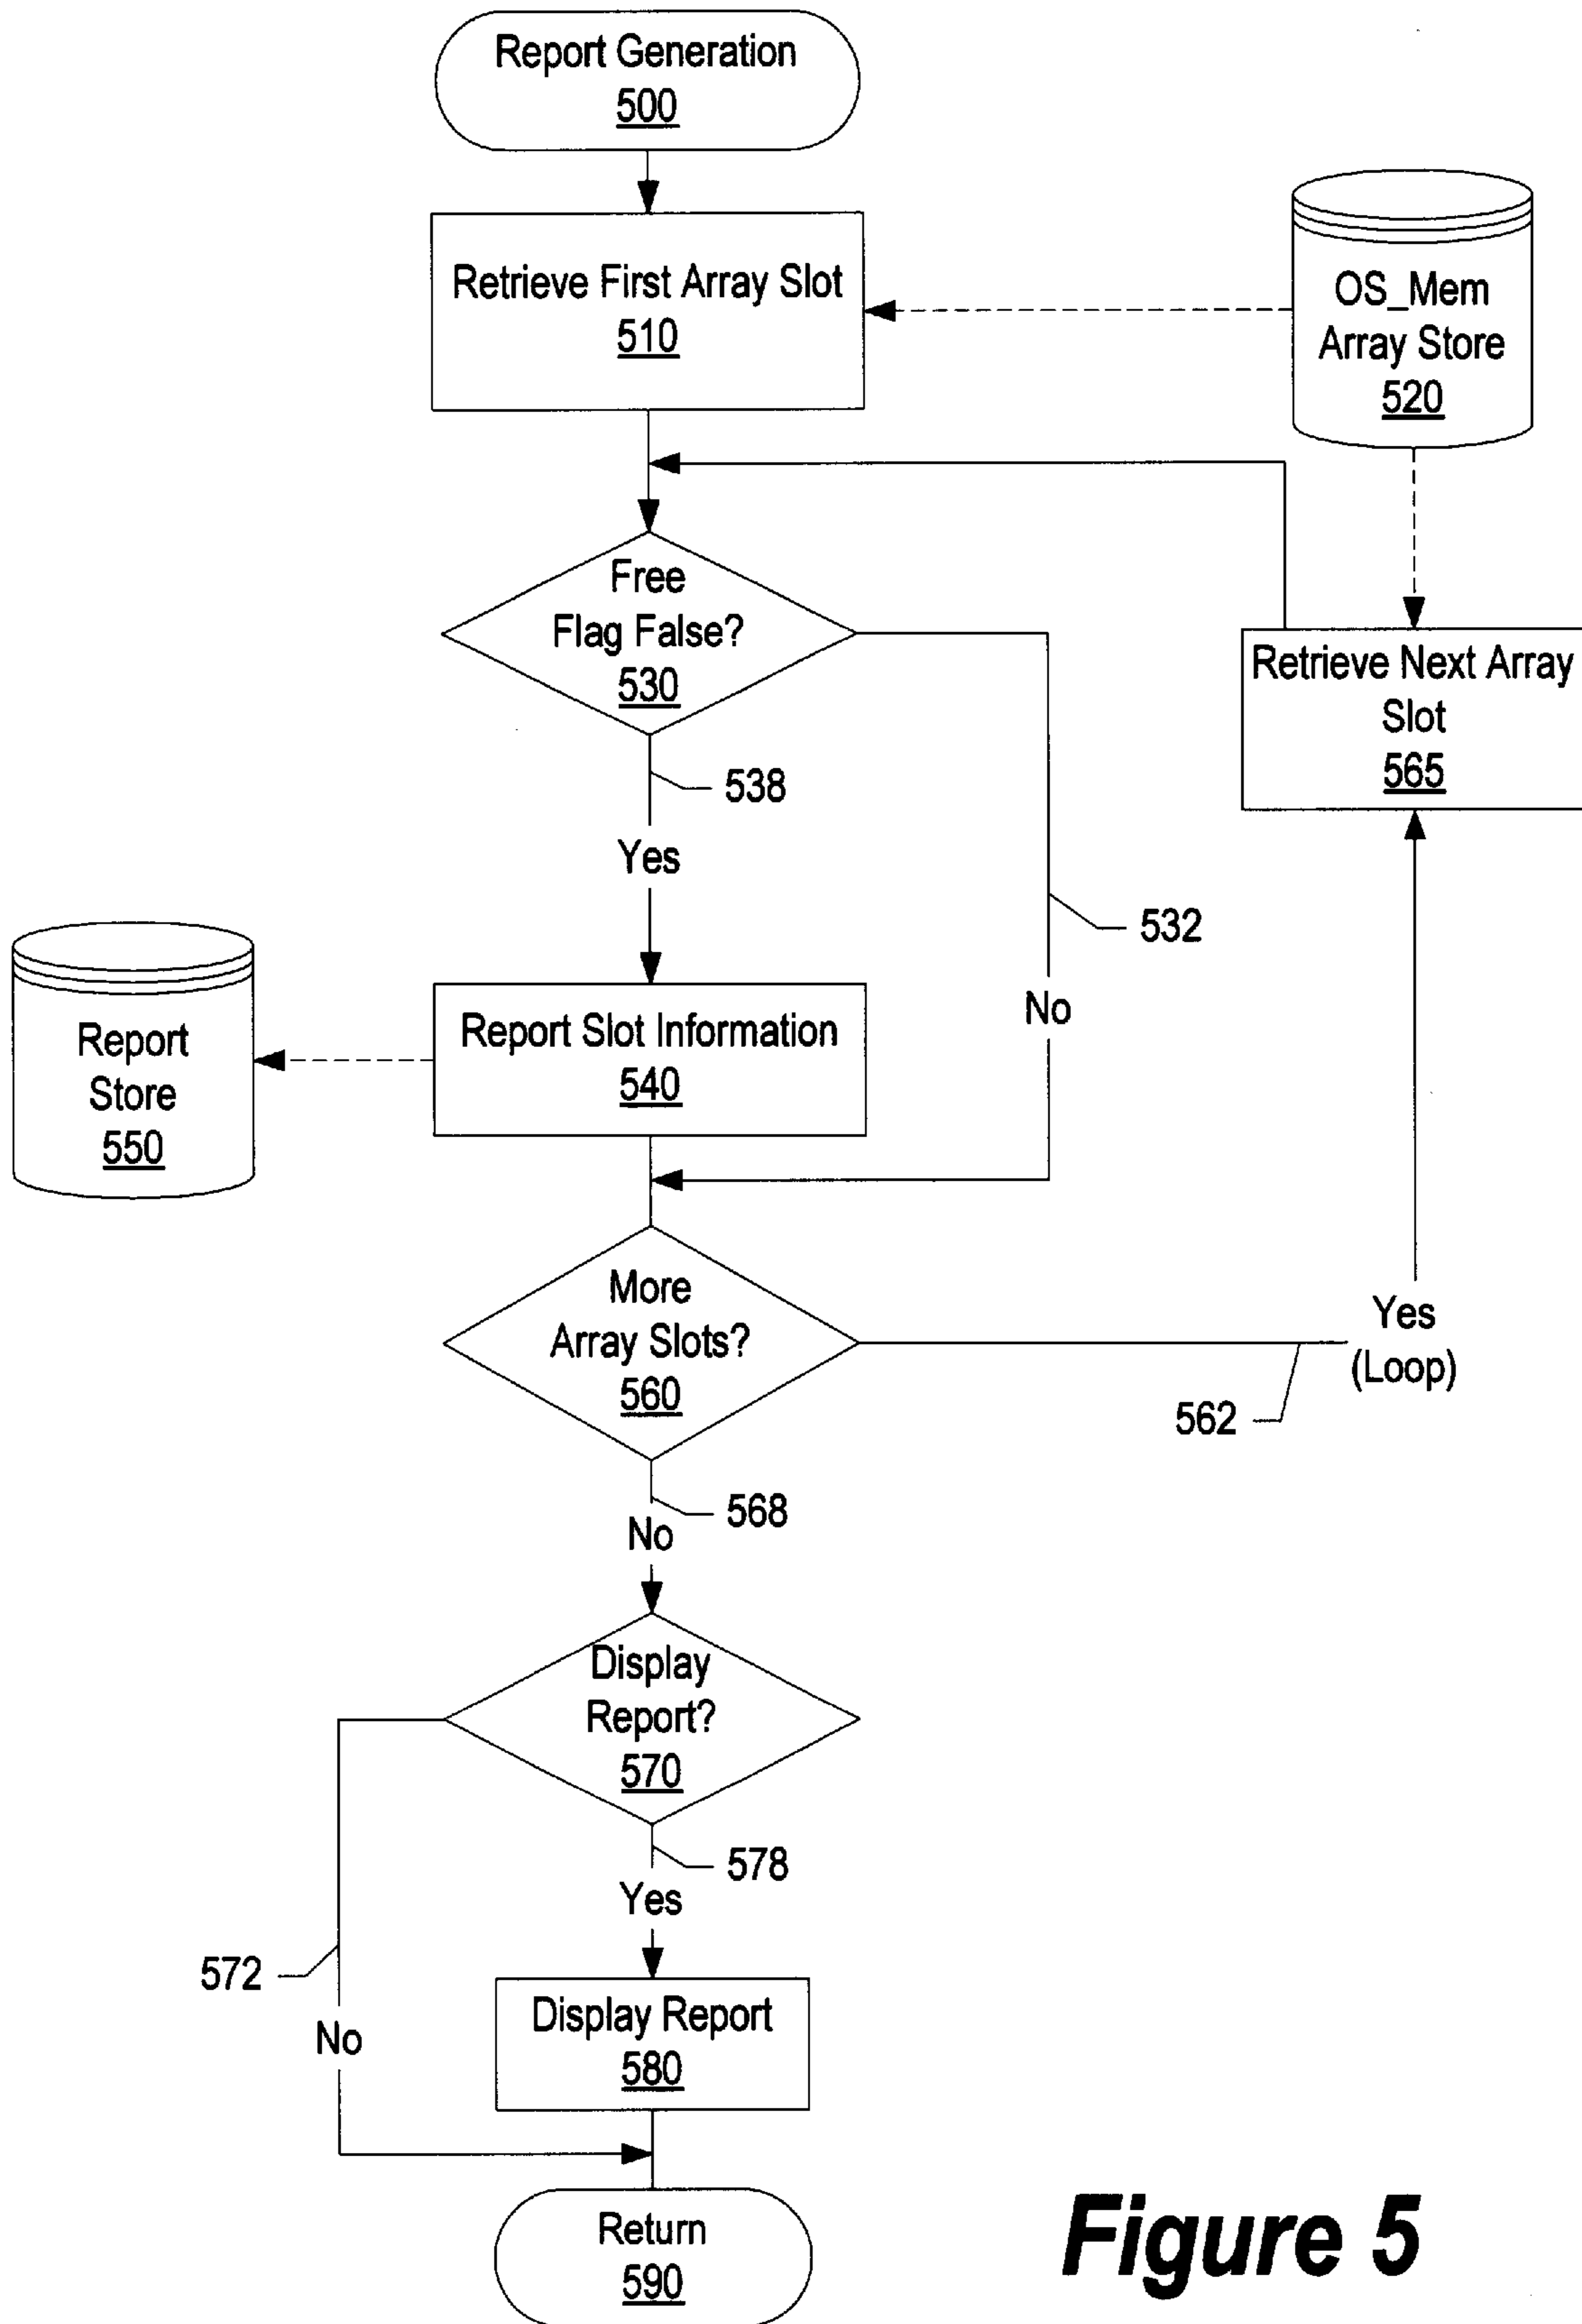 Report Generation
500
Retrieve First Array Slot
510
OS_Mem
Array Store
520
Free
Flag False?
530
Retrieve Next Array
Slot
565
538
Yes
532
No
Report Slot Information
540
Report
Store
550
More
Array Slots?
560
Yes
(Loop)
562
568
No
Display
Report?
570
578
Yes
572
No
Display Report
580
Return
590
Figure 5